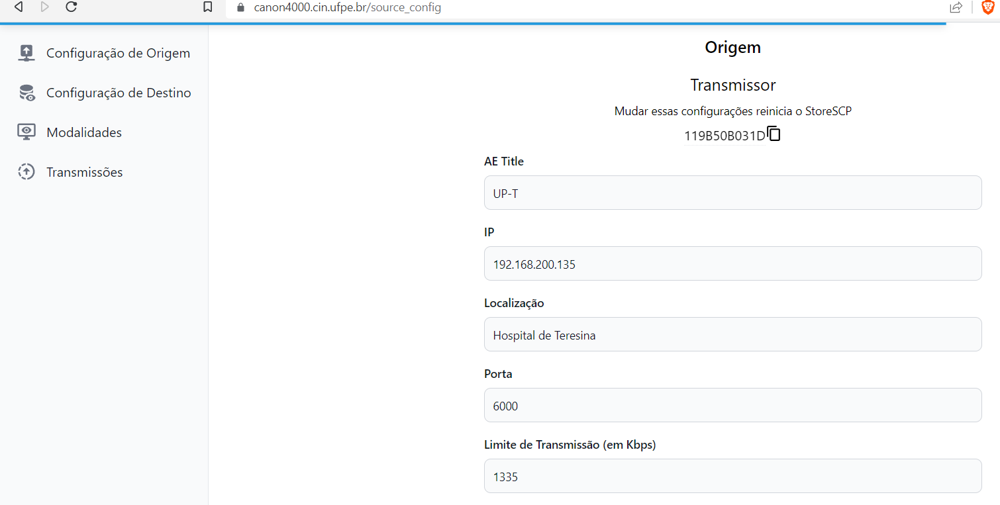 canon4000.cin.ufpe.br/source_config
Configuração de Origem
Configuração de Destino
Modalidades
Transmissões
Origem
Transmissor
Mudar essas configurações reinicia o StoreSCP
119B50B031D
AE Title
UP-T
IP
192.168.200.135
Localização
Hospital de Teresina
Porta
6000
Limite de Transmissão (em Kbps)
1335